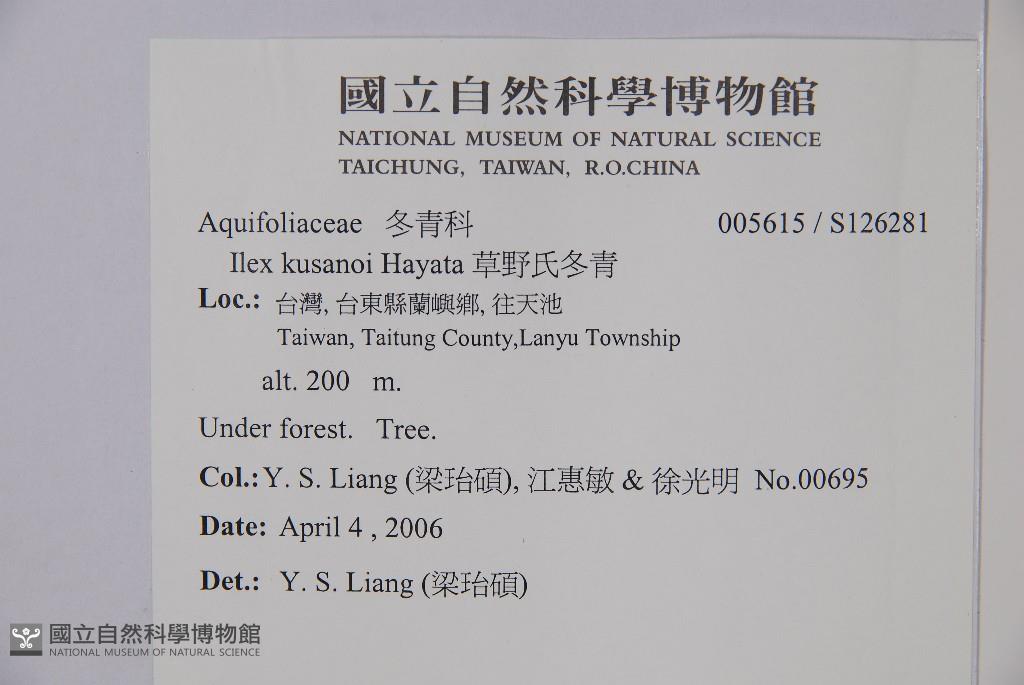 國立自然科學博物館
NATIONAL MUSEUM OF NATURAL SCIENCE
TAICHUNG, TAIWAN, R.O.CHINA
Aquifoliaceae 冬青科 005615 / S126281
Ilex kusanoi Hayata 草野氏冬青
Loc.: 台灣, 台東縣蘭嶼鄉, 往天池
Taiwan, Taitung County,Lanyu Township
alt. 200 m.
Under forest. Tree.
Col.: Y. S. Liang (梁珆碩), 江惠敏 & 徐光明 No.00695
Date: April 4 , 2006
Det.: Y. S. Liang (梁珆碩)
國立自然科學博物館
NATIONAL MUSEUM OF NATURAL SCIENCE